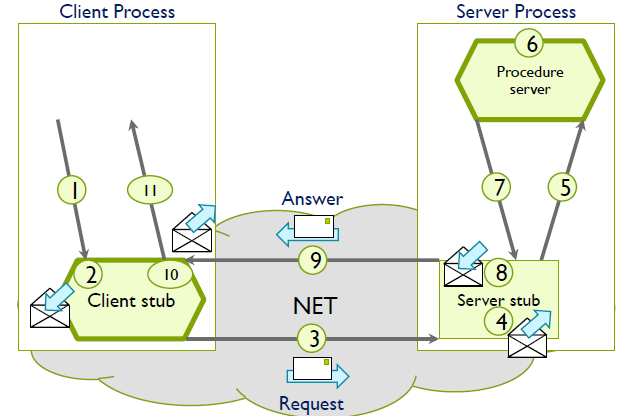 Client Process
Server Process
6
Procedure
server
1
11
7
5
Answer
9
2
10
8
Client stub
NET
Server stub
4
3
Request